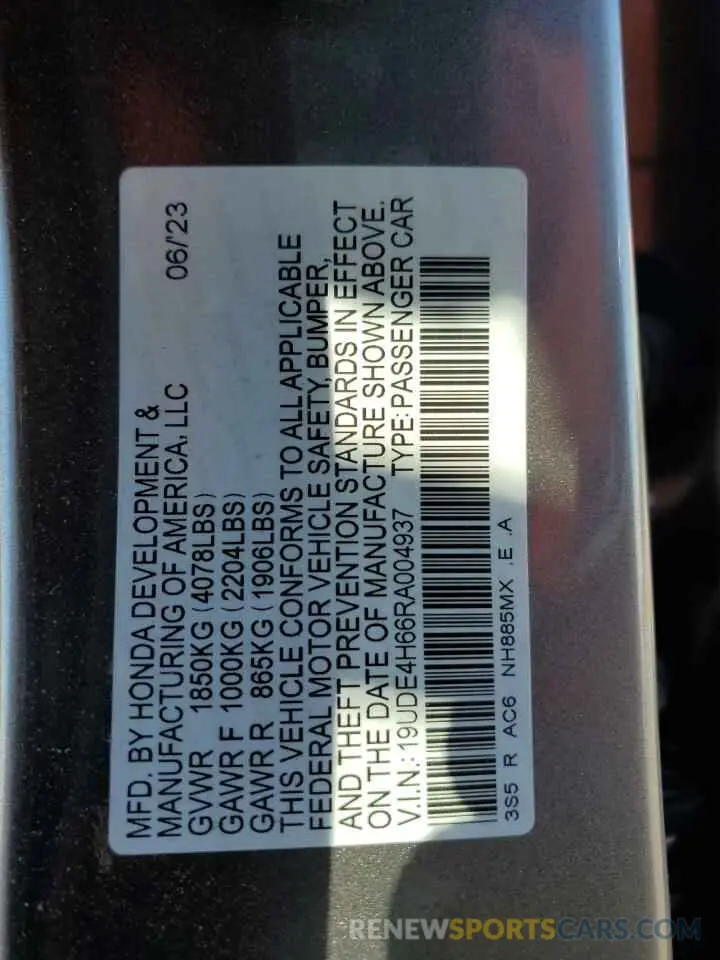 MFD. BY HONDA DEVELOPMENT &
MANUFACTURING OF AMERICA, LLC 06/'23
GVWR 1850KG (4078LBS)
GAWR F 1000KG (2204LBS)
GAWR R 865KG (1906LBS)
THIS VEHICLE CONFORMS TO ALL APPLICABLE
FEDERAL MOTOR VEHICLE SAFETY, BUMPER,
AND THEFT PREVENTION STANDARDS IN EFFECT
ON THE DATE OF MANUFACTURE SHOWN ABOVE.
V.I.N.: 19UDE4H66RA004937 TYPE: PASSENGER CAR
3S5 R AC6 NH885MX .E .A
RENEWSPORTSCARS.COM